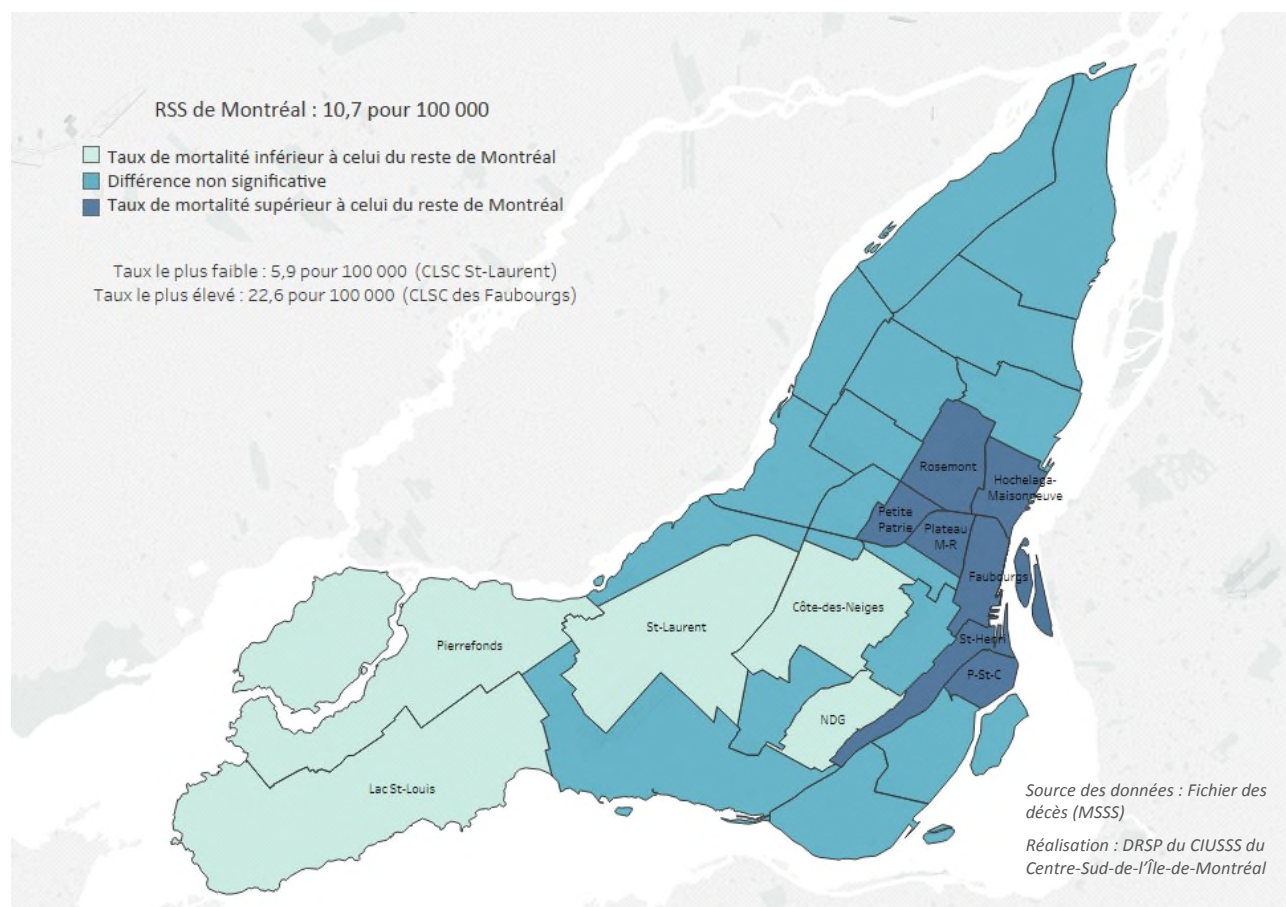 RSS de Montréal : 10,7 pour 100 000
Taux de mortalité inférieur à celui du reste de Montréal
Différence non significative
Taux de mortalité supérieur à celui du reste de Montréal
Taux le plus faible : 5,9 pour 100 000 (CLSC St-Laurent)
Taux le plus élevé : 22,6 pour 100 000 (CLSC des Faubourgs)
Rosemont
Hochelaga-
Maisonneuve
Petite
Patrie
Plateau
M-R
Faubourgs
Côte-des-Neiges
St-Laurent
St-Henri
Pierrefonds
P-St-C
NDG
Lac St-Louis
Source des données : Fichier des
décès (MSSS)
Réalisation : DRSP du CIUSSS du
Centre-Sud-de-l'Île-de-Montréal